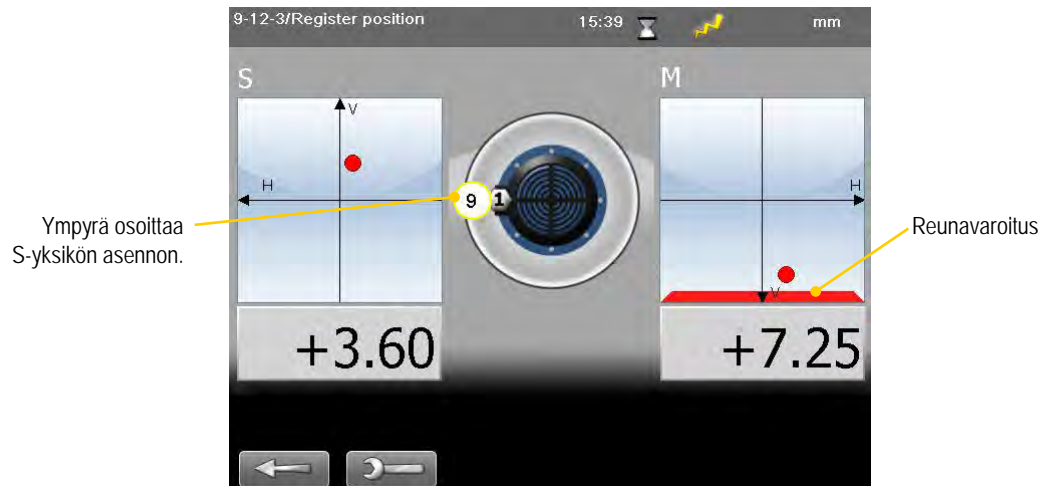 9-12-3/Register position 15:39 mm
S
M
V
H
H
V
9 1
Ympyrä osoittaa
S-yksikön asennon.
Reunavaroitus
+3.60
+7.25